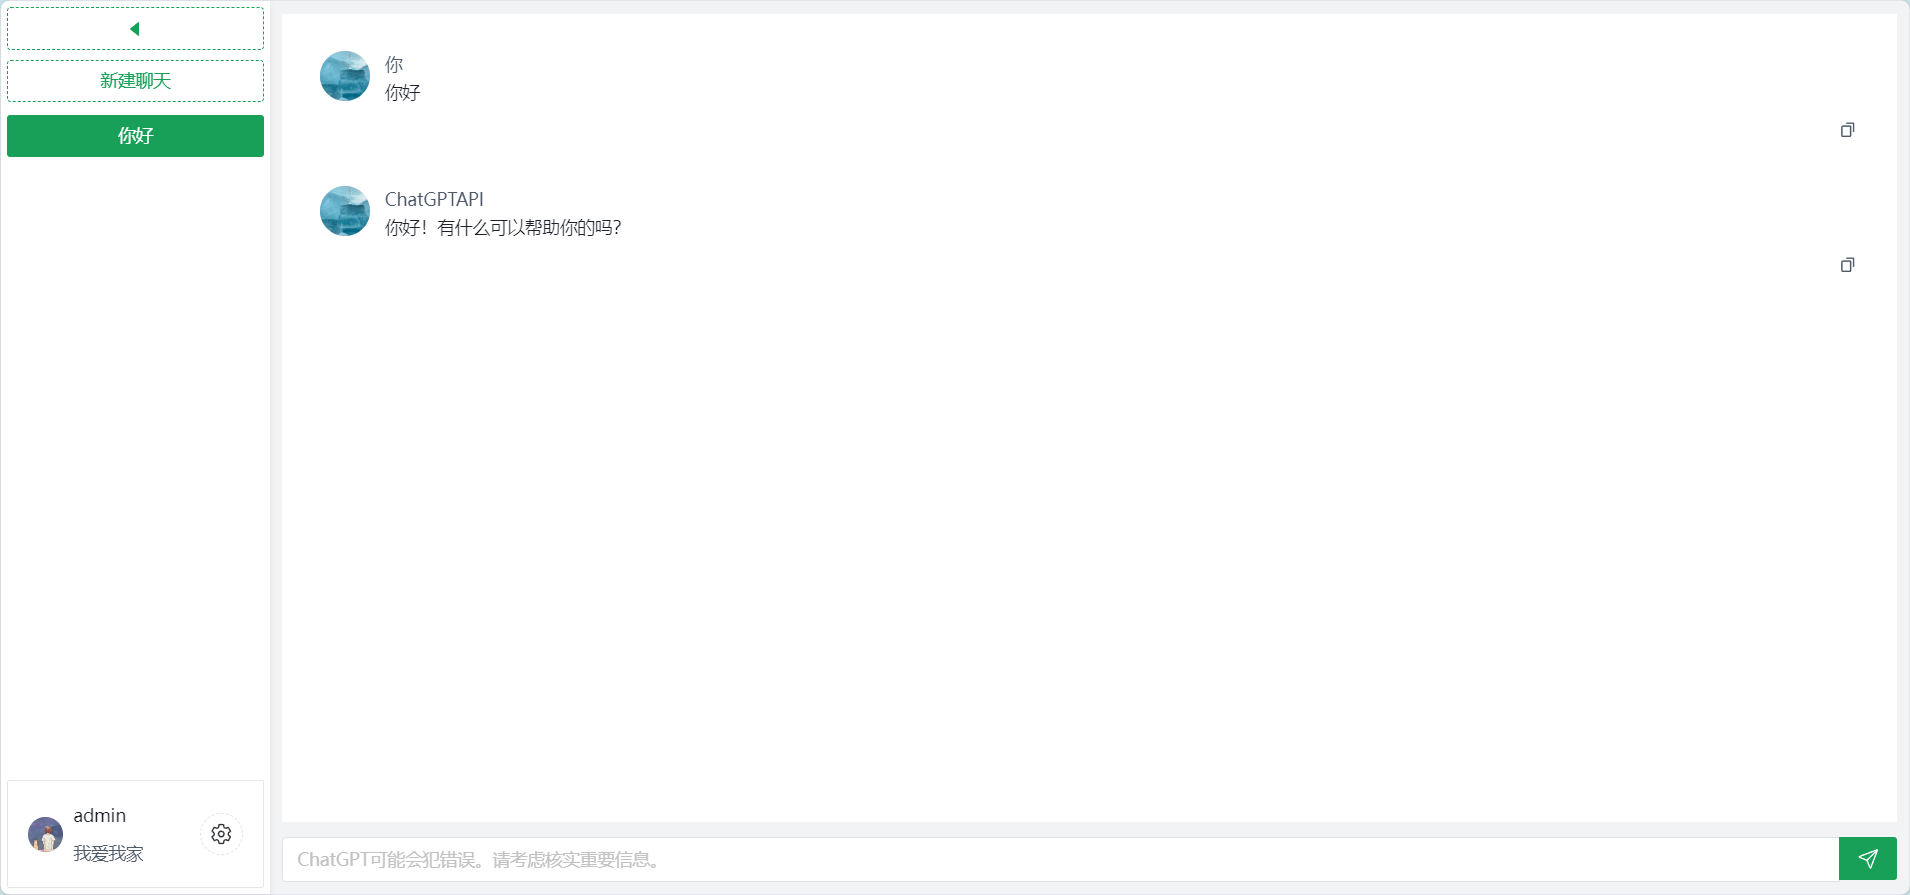 新建聊天
你好
admin
我爱我家
你
你好
ChatGPTAPI
你好！有什么可以帮助你的吗？
ChatGPT可能会犯错误。请考虑核实重要信息。